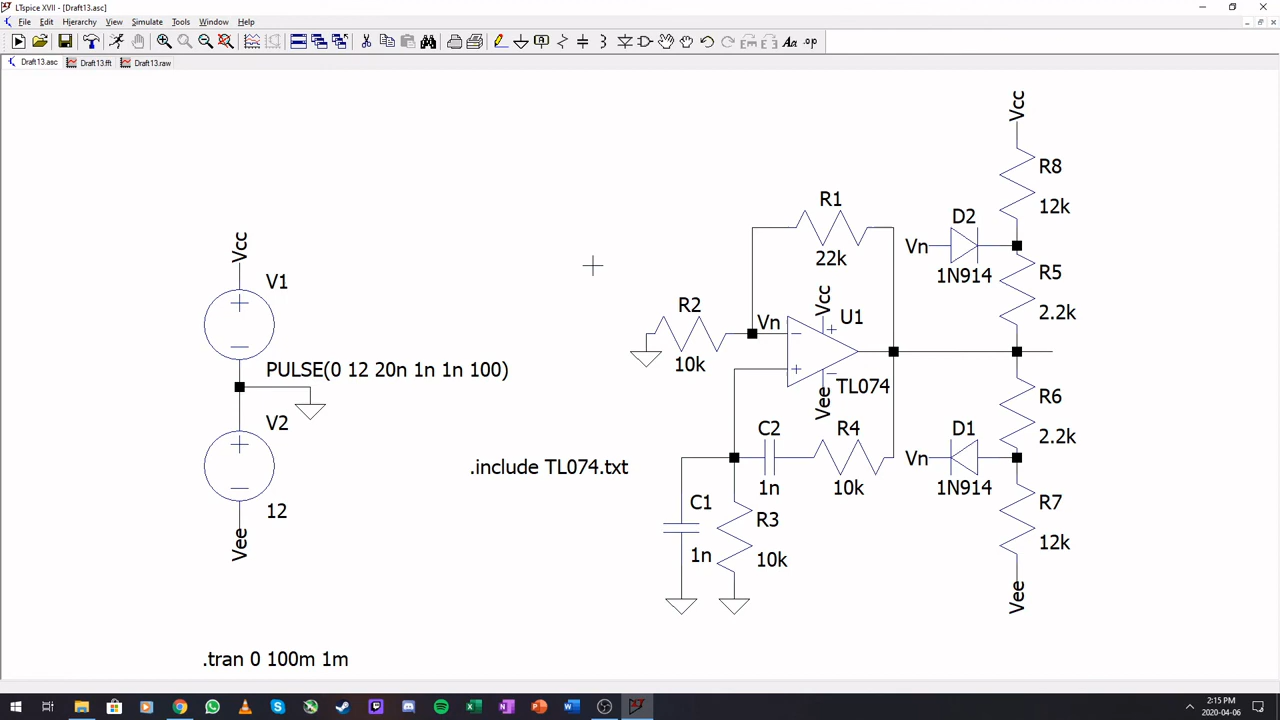 LTspice XVII - [Draft13.asc]
File Edit Hierarchy View Simulate Tools Window Help
Draft13.asc Draft13.fft Draft13.raw
Vcc
R8
12k
D2
Vn
1N914
R5
2.2k
R1
22k
Vcc
V1
PULSE(0 12 20n 1n 1n 100)
V2
12
Vee
R2
10k
Vn
Vcc
U1
TL074
Vee
.include TL074.txt
C2
1n
R4
10k
C1
1n
R3
10k
R6
2.2k
D1
Vn
1N914
R7
12k
Vee
.tran 0 100m 1m
2:15 PM
2020-04-06